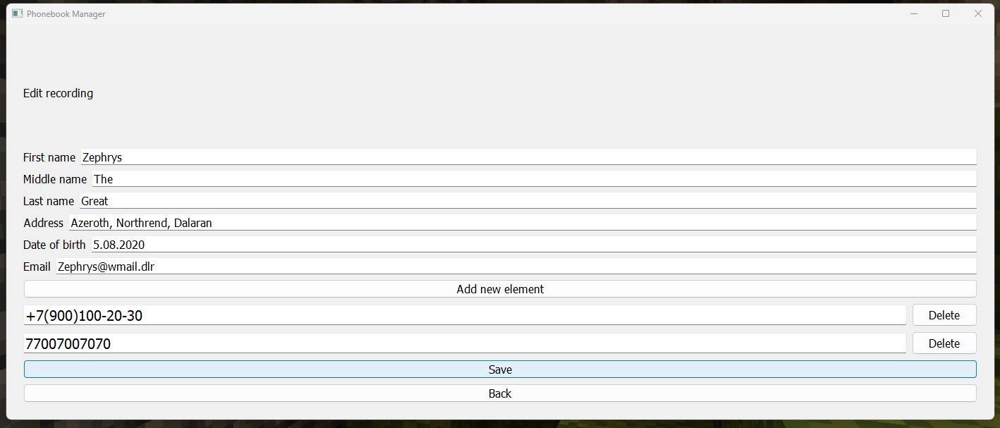 Phonebook Manager
Edit recording
First name Zephrys
Middle name The
Last name Great
Address Azeroth, Northrend, Dalaran
Date of birth 5.08.2020
Email Zephrys@wmail.dlr
Add new element
+7(900)100-20-30 Delete
77007007070 Delete
Save
Back